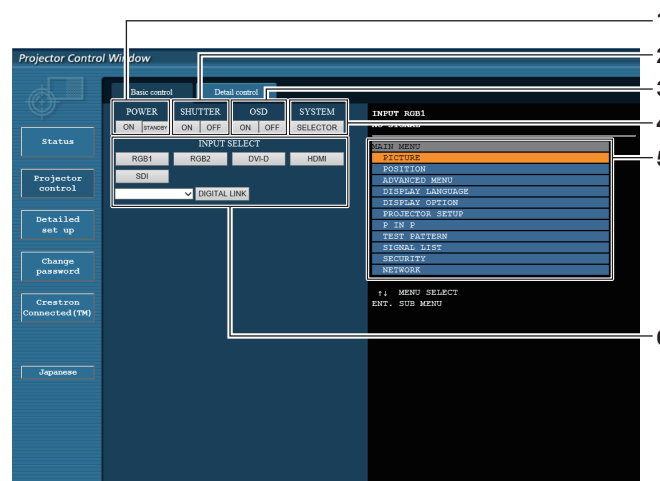 1
Projector Control Window
2
3
4
5
6
Basic control
Detail control
POWER
SHUTTER
OSD
SYSTEM
ON
STANDBY
ON
OFF
ON
OFF
SELECTOR
INPUT SELECT
RGB1
RGB2
DVI-D
HDMI
SDI
DIGITAL LINK
Status
Projector
control
Detailed
set up
Change
password
Crestron
Connected(TM)
Japanese
INPUT RGB1
NO SIGNAL
MAIN MENU
PICTURE
POSITION
ADVANCED MENU
DISPLAY LANGUAGE
DISPLAY OPTION
PROJECTOR SETUP
P IN P
TEST PATTERN
SIGNAL LIST
SECURITY
NETWORK
↑↓ MENU SELECT
ENT. SUB MENU